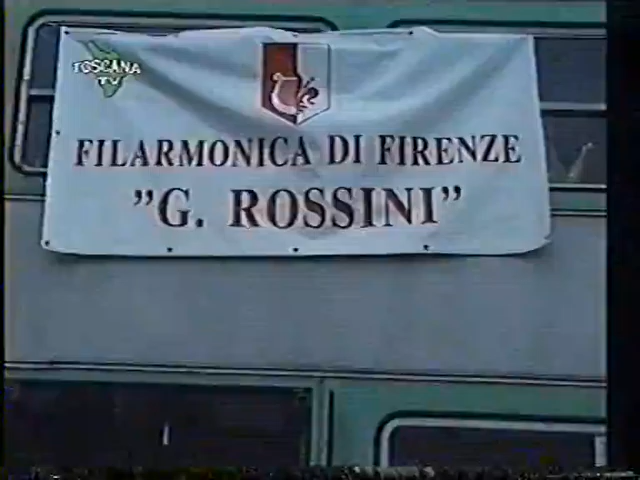 TOSCANA
TV
FILARMONICA DI FIRENZE
"G. ROSSINI"